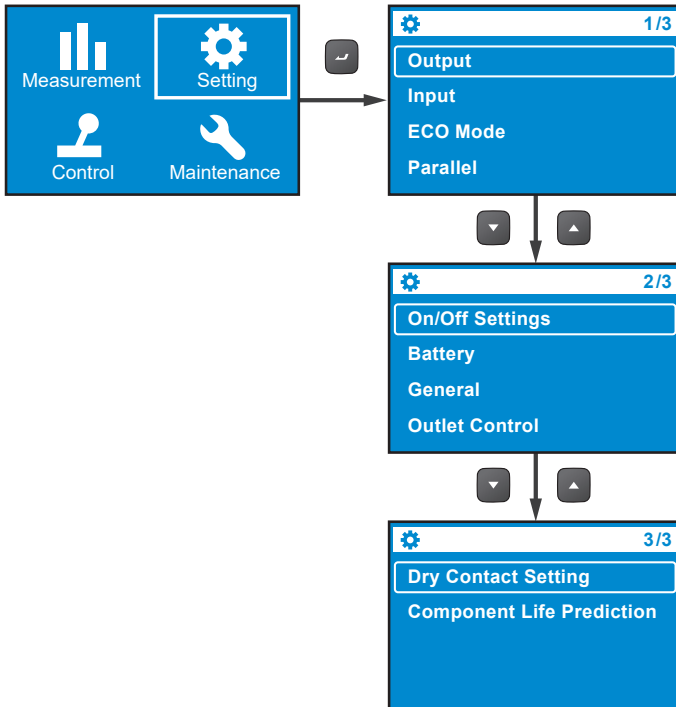 Measurement
Setting
Control
Maintenance
1/3
Output
Input
ECO Mode
Parallel
2/3
On/Off Settings
Battery
General
Outlet Control
3/3
Dry Contact Setting
Component Life Prediction